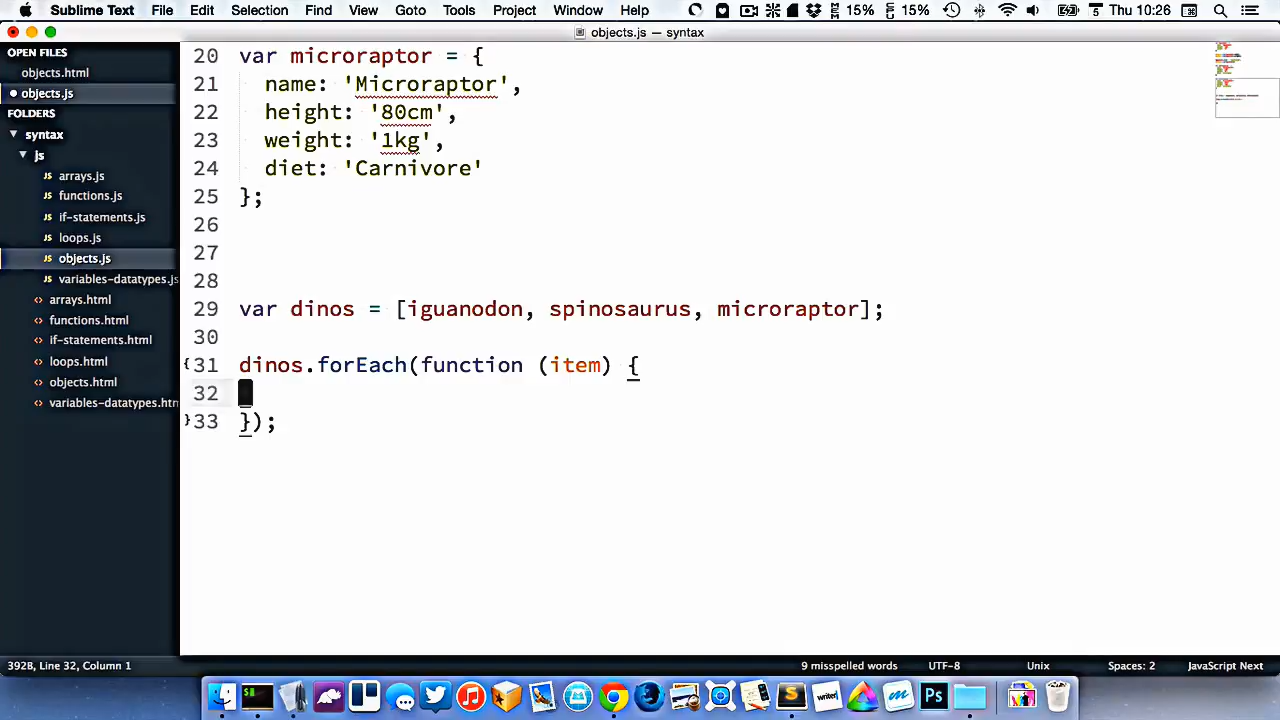 Sublime Text File Edit Selection Find View Goto Tools Project Window Help 15% 15% 5 Thu 10:26
objects.js — syntax
OPEN FILES
objects.html
objects.js
FOLDERS
syntax
js
arrays.js
functions.js
if-statements.js
loops.js
objects.js
variables-datatypes.js
arrays.html
functions.html
if-statements.html
loops.html
objects.html
variables-datatypes.htm
20 var microraptor = {
21 name: 'Microraptor',
22 height: '80cm',
23 weight: '1kg',
24 diet: 'Carnivore'
25 };
26
27
28
29 var dinos = [iguanodon, spinosaurus, microraptor];
30
{31 dinos.forEach(function (item) {
32
}33 });
392B, Line 32, Column 1 9 misspelled words UTF-8 Unix Spaces: 2 JavaScript Next
writer Ps